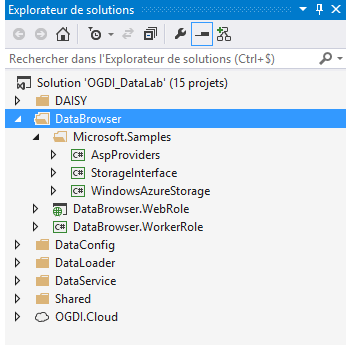 Explorateur de solutions
Rechercher dans l'Explorateur de solutions (Ctrl+$)
Solution 'OGDI_DataLab' (15 projets)
DAISY
DataBrowser
Microsoft.Samples
C# AspProviders
C# StorageInterface
C# WindowsAzureStorage
DataBrowser.WebRole
C# DataBrowser.WorkerRole
DataConfig
DataLoader
DataService
Shared
OGDI.Cloud